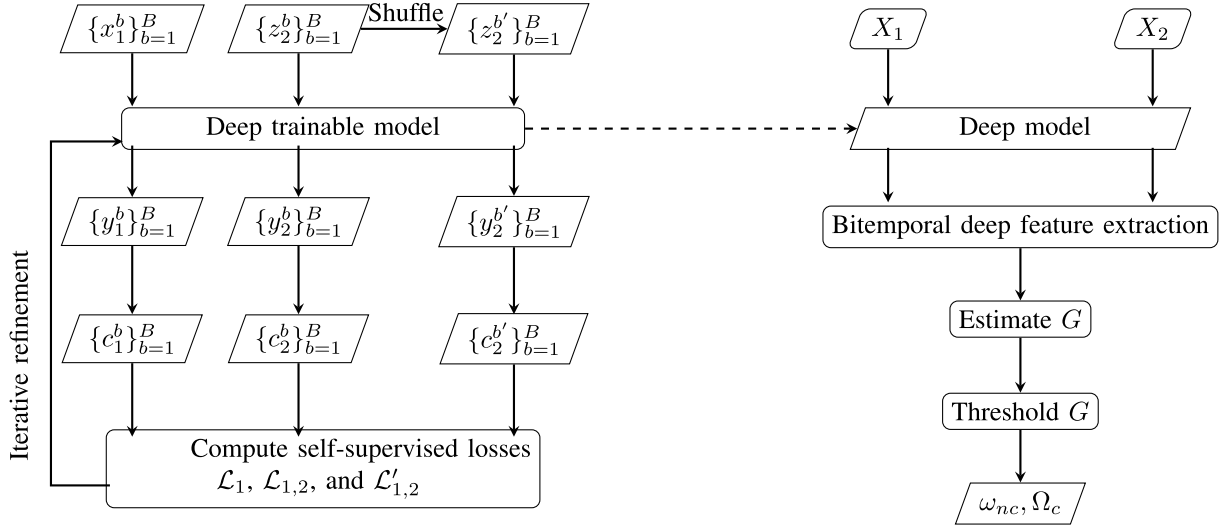 Shuffle
{x_1^b}_{b=1}^B {z_2^b}_{b=1}^B {z_2^{b'}}_{b=1}^B
Deep trainable model
{y_1^b}_{b=1}^B {y_2^b}_{b=1}^B {y_2^{b'}}_{b=1}^B
{c_1^b}_{b=1}^B {c_2^b}_{b=1}^B {c_2^{b'}}_{b=1}^B
Compute self-supervised losses
ℒ_1, ℒ_{1,2}, and ℒ'_{1,2}
Iterative refinement
X_1 X_2
Deep model
Bitemporal deep feature extraction
Estimate G
Threshold G
ω_{nc}, Ω_c